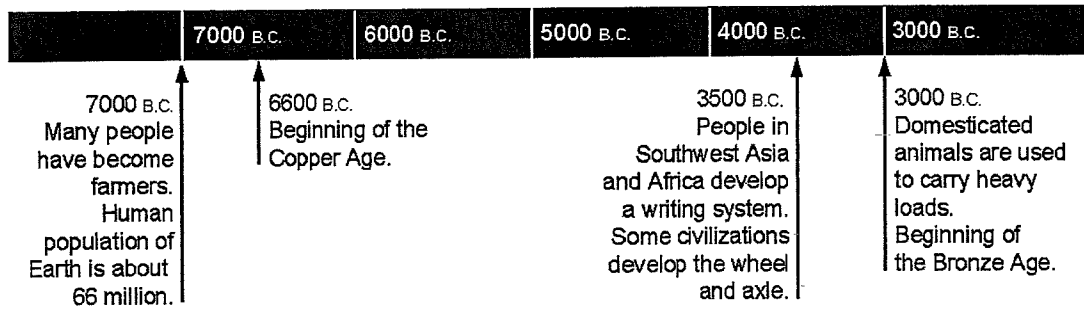 7000 B.C.
6000 B.C.
5000 B.C.
4000 B.C.
3000 B.C.
7000 B.C.
Many people
have become
farmers.
Human
population of
Earth is about
66 million.
6600 B.C.
Beginning of the
Copper Age.
3500 B.C.
People in
Southwest Asia
and Africa develop
a writing system.
Some civilizations
develop the wheel
and axle.
3000 B.C.
Domesticated
animals are used
to carry heavy
loads.
Beginning of
the Bronze Age.